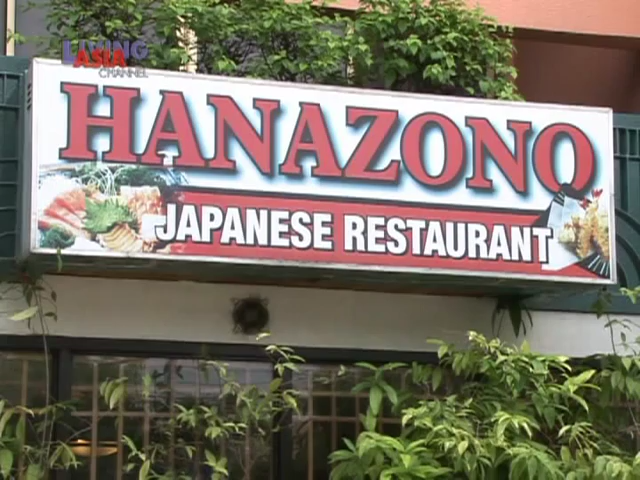 LIVING
ASIA
CHANNEL
HANAZONO
JAPANESE RESTAURANT